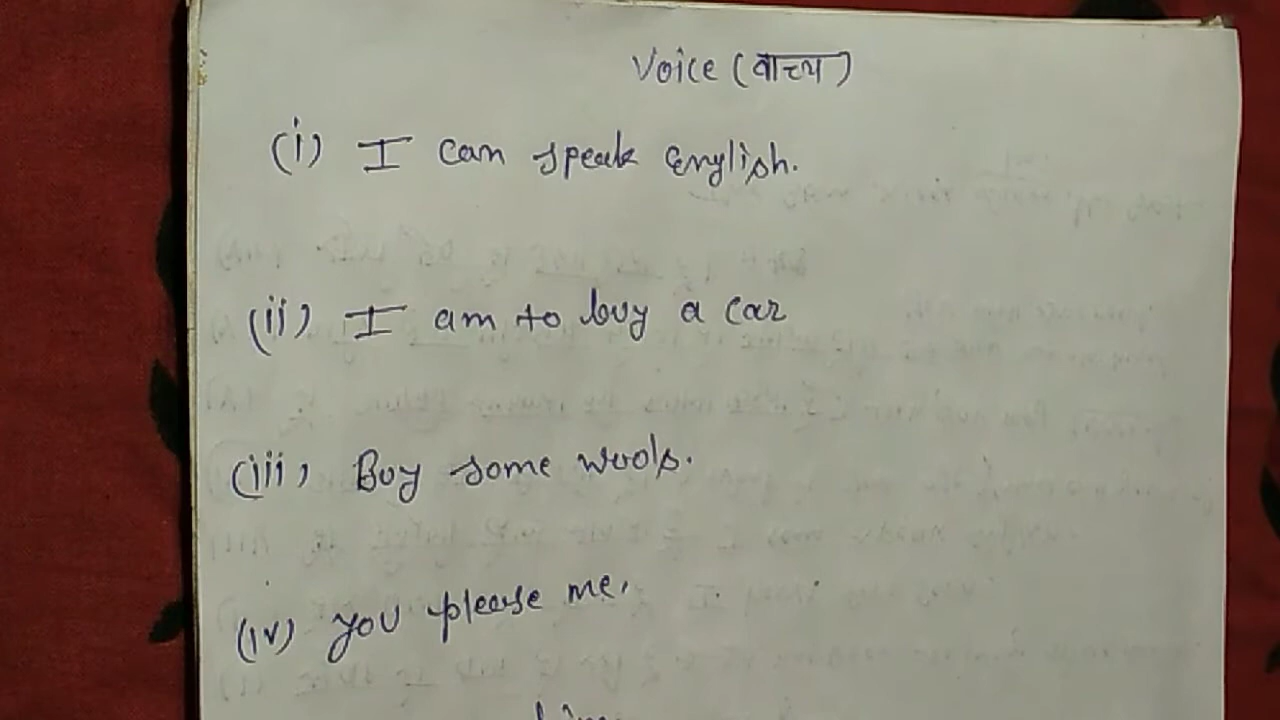 Voice (वाच्य)
(i) I can speak English.
(ii) I am to buy a car
(iii) Buy some wools.
(iv) you please me.